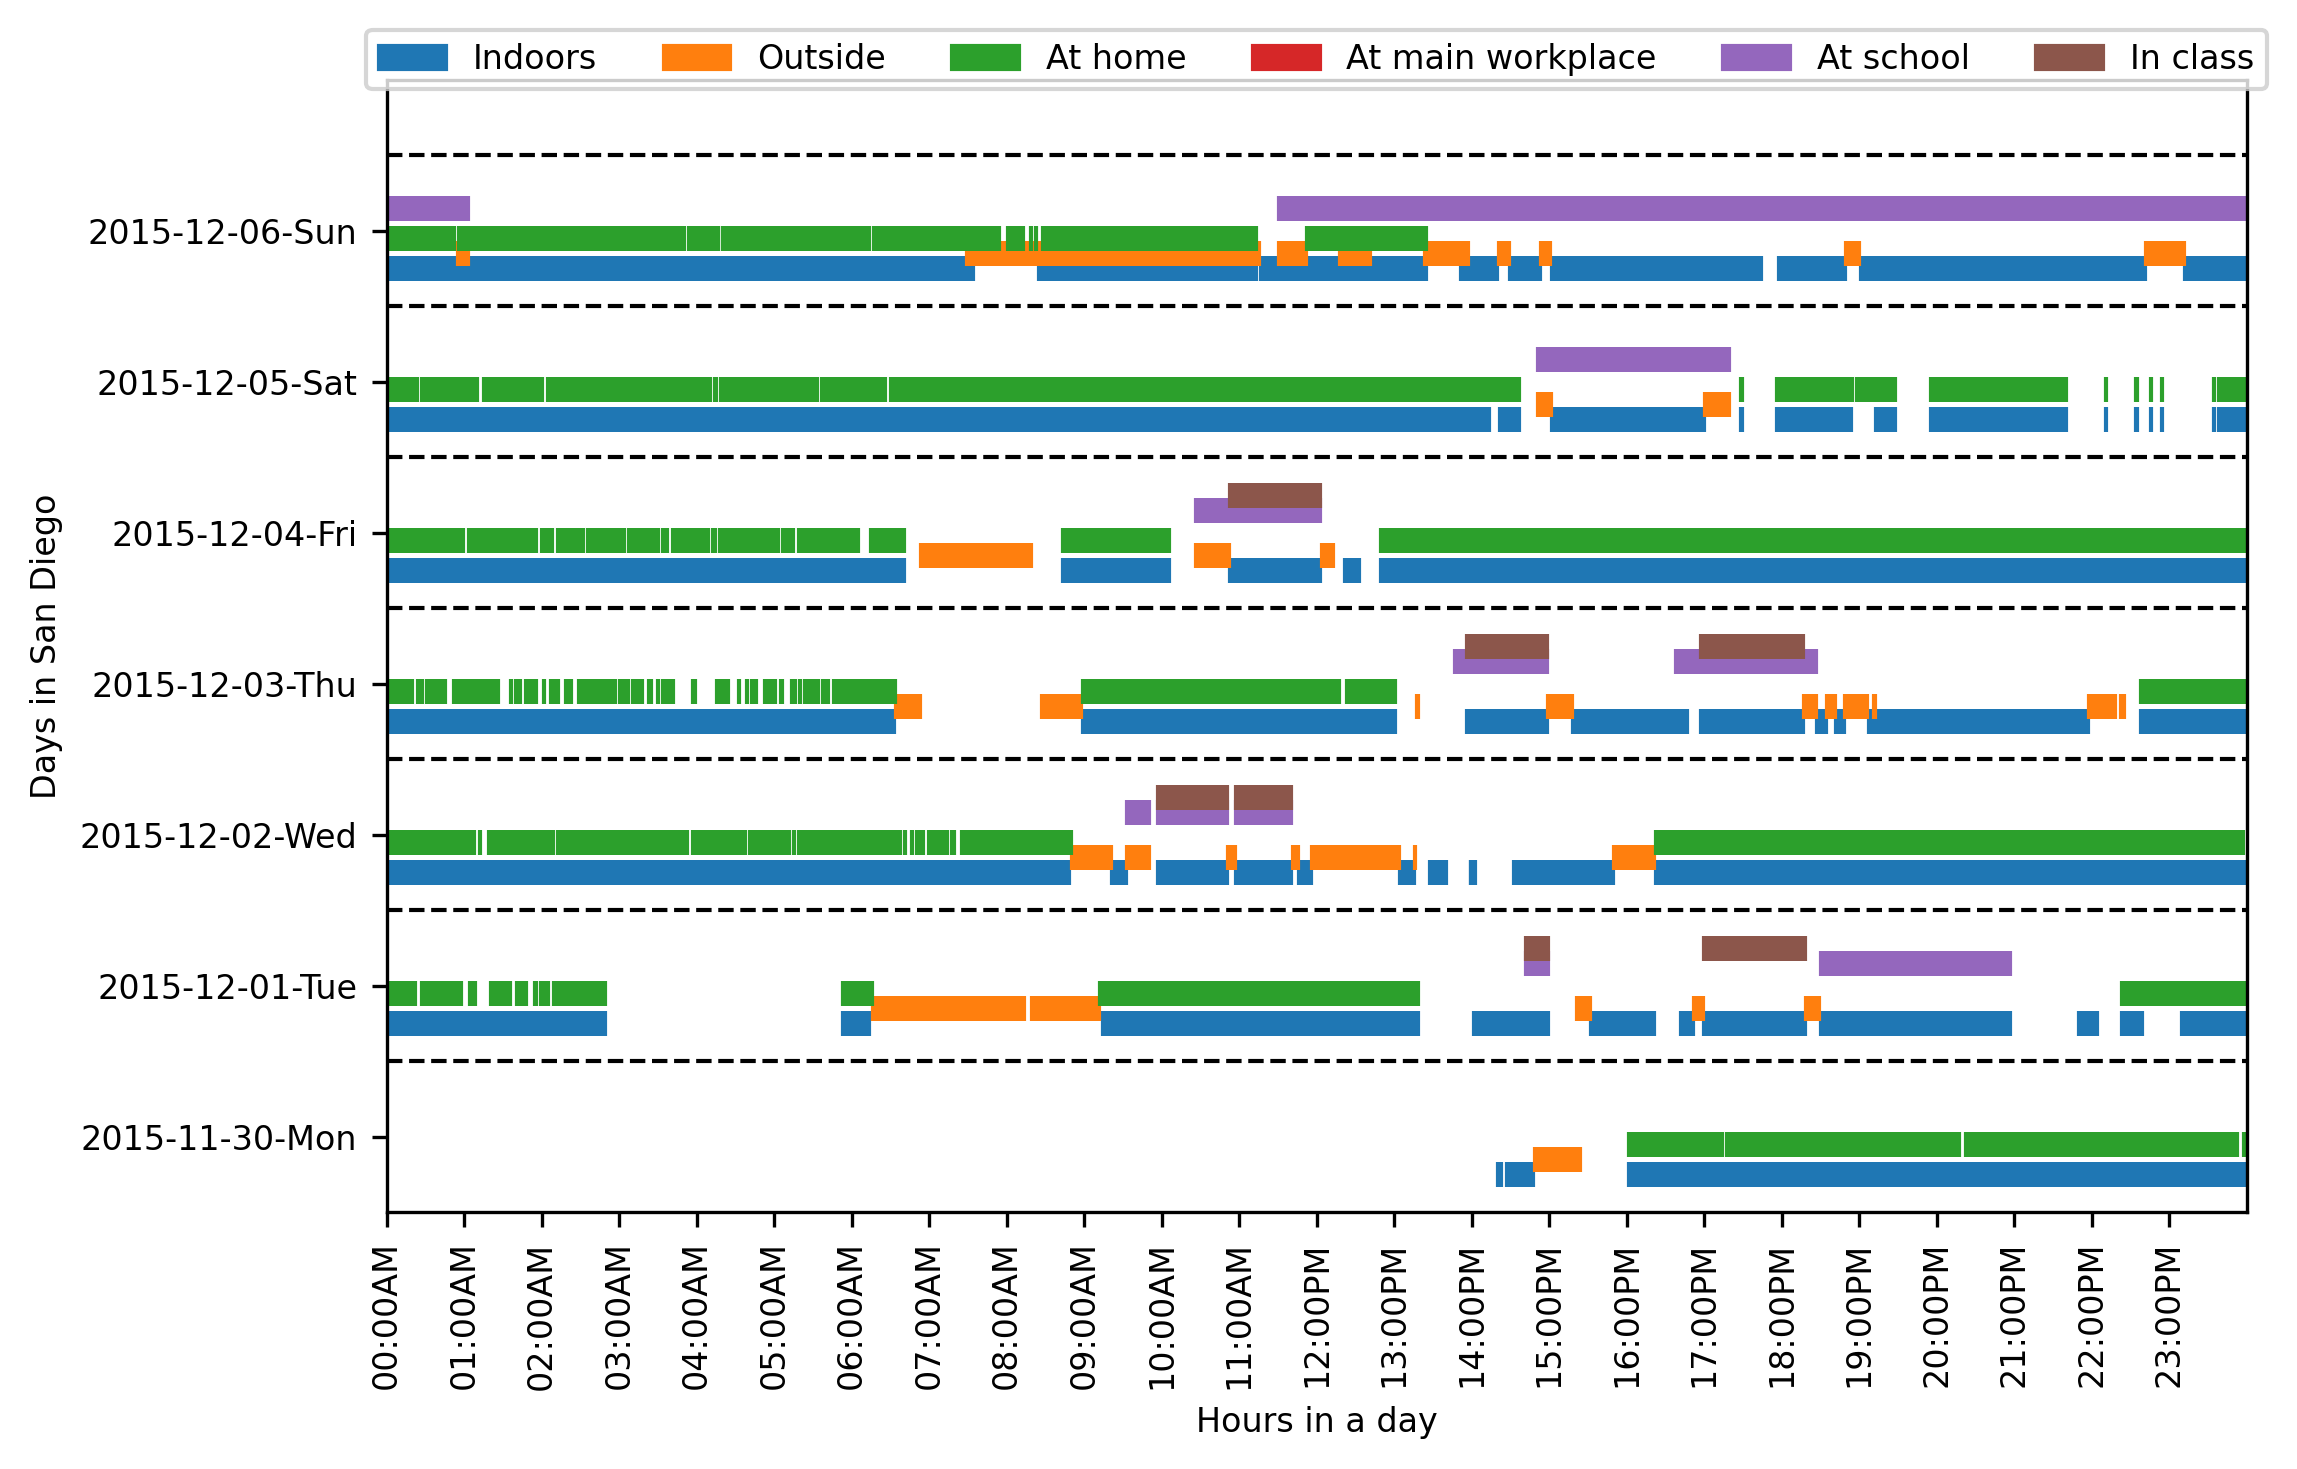 Indoors Outside At home At main workplace At school In class
Days in San Diego
2015-12-06-Sun
2015-12-05-Sat
2015-12-04-Fri
2015-12-03-Thu
2015-12-02-Wed
2015-12-01-Tue
2015-11-30-Mon
00:00AM
01:00AM
02:00AM
03:00AM
04:00AM
05:00AM
06:00AM
07:00AM
08:00AM
09:00AM
10:00AM
11:00AM
12:00PM
13:00PM
14:00PM
15:00PM
16:00PM
17:00PM
18:00PM
19:00PM
20:00PM
21:00PM
22:00PM
23:00PM
Hours in a day